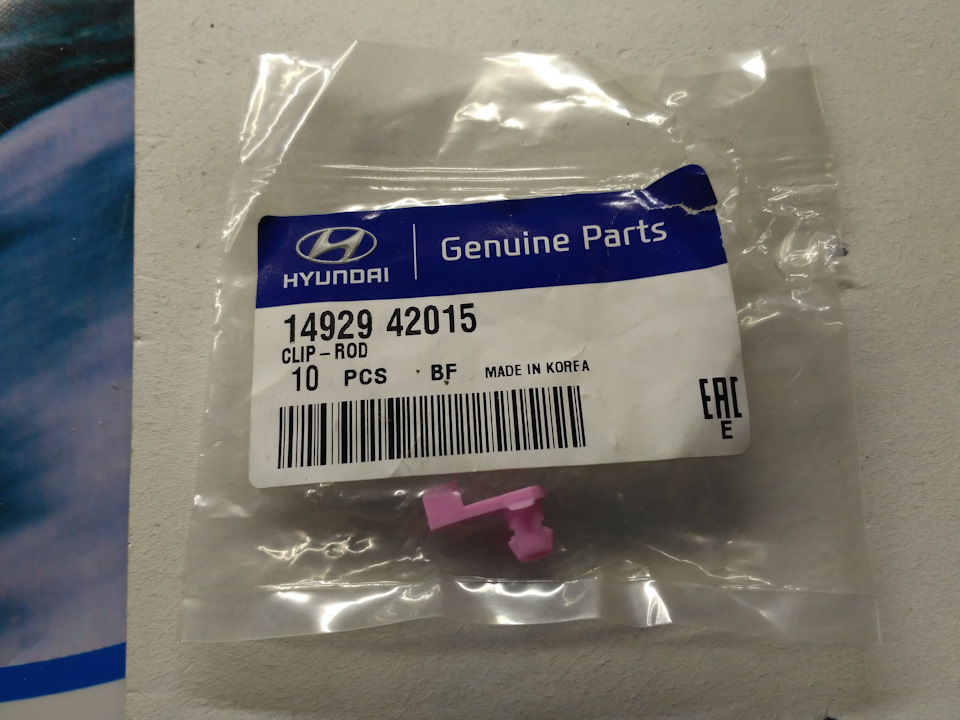 HYUNDAI
Genuine Parts
14929 42015
CLIP-ROD
10 PCS BF MADE IN KOREA
EAC
E